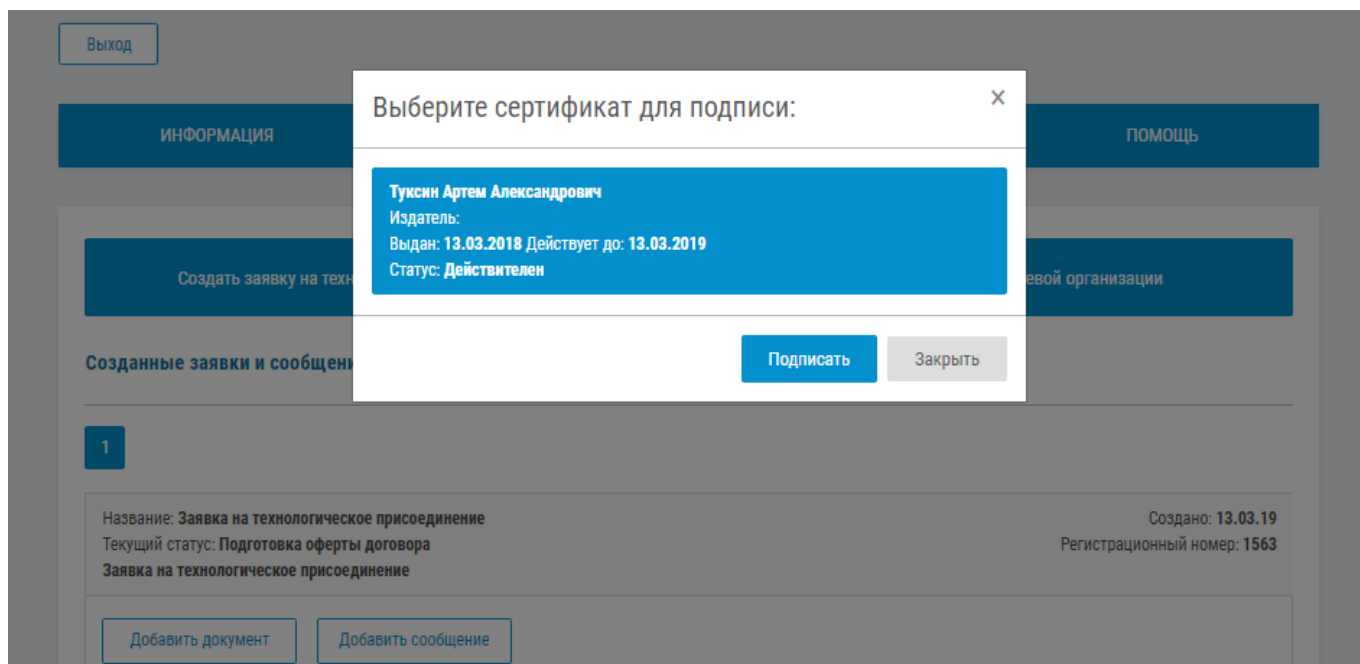 Выход
Выберите сертификат для подписи:
×
ИНФОРМАЦИЯ
ПОМОЩЬ
Туксин Артем Александрович
Издатель:
Выдан: 13.03.2018 Действует до: 13.03.2019
Статус: Действителен
Создать заявку на техн
евой организации
Подписать
Закрыть
Созданные заявки и сообщени
1
Название: Заявка на технологическое присоединение
Создано: 13.03.19
Текущий статус: Подготовка оферты договора
Регистрационный номер: 1563
Заявка на технологическое присоединение
Добавить документ
Добавить сообщение